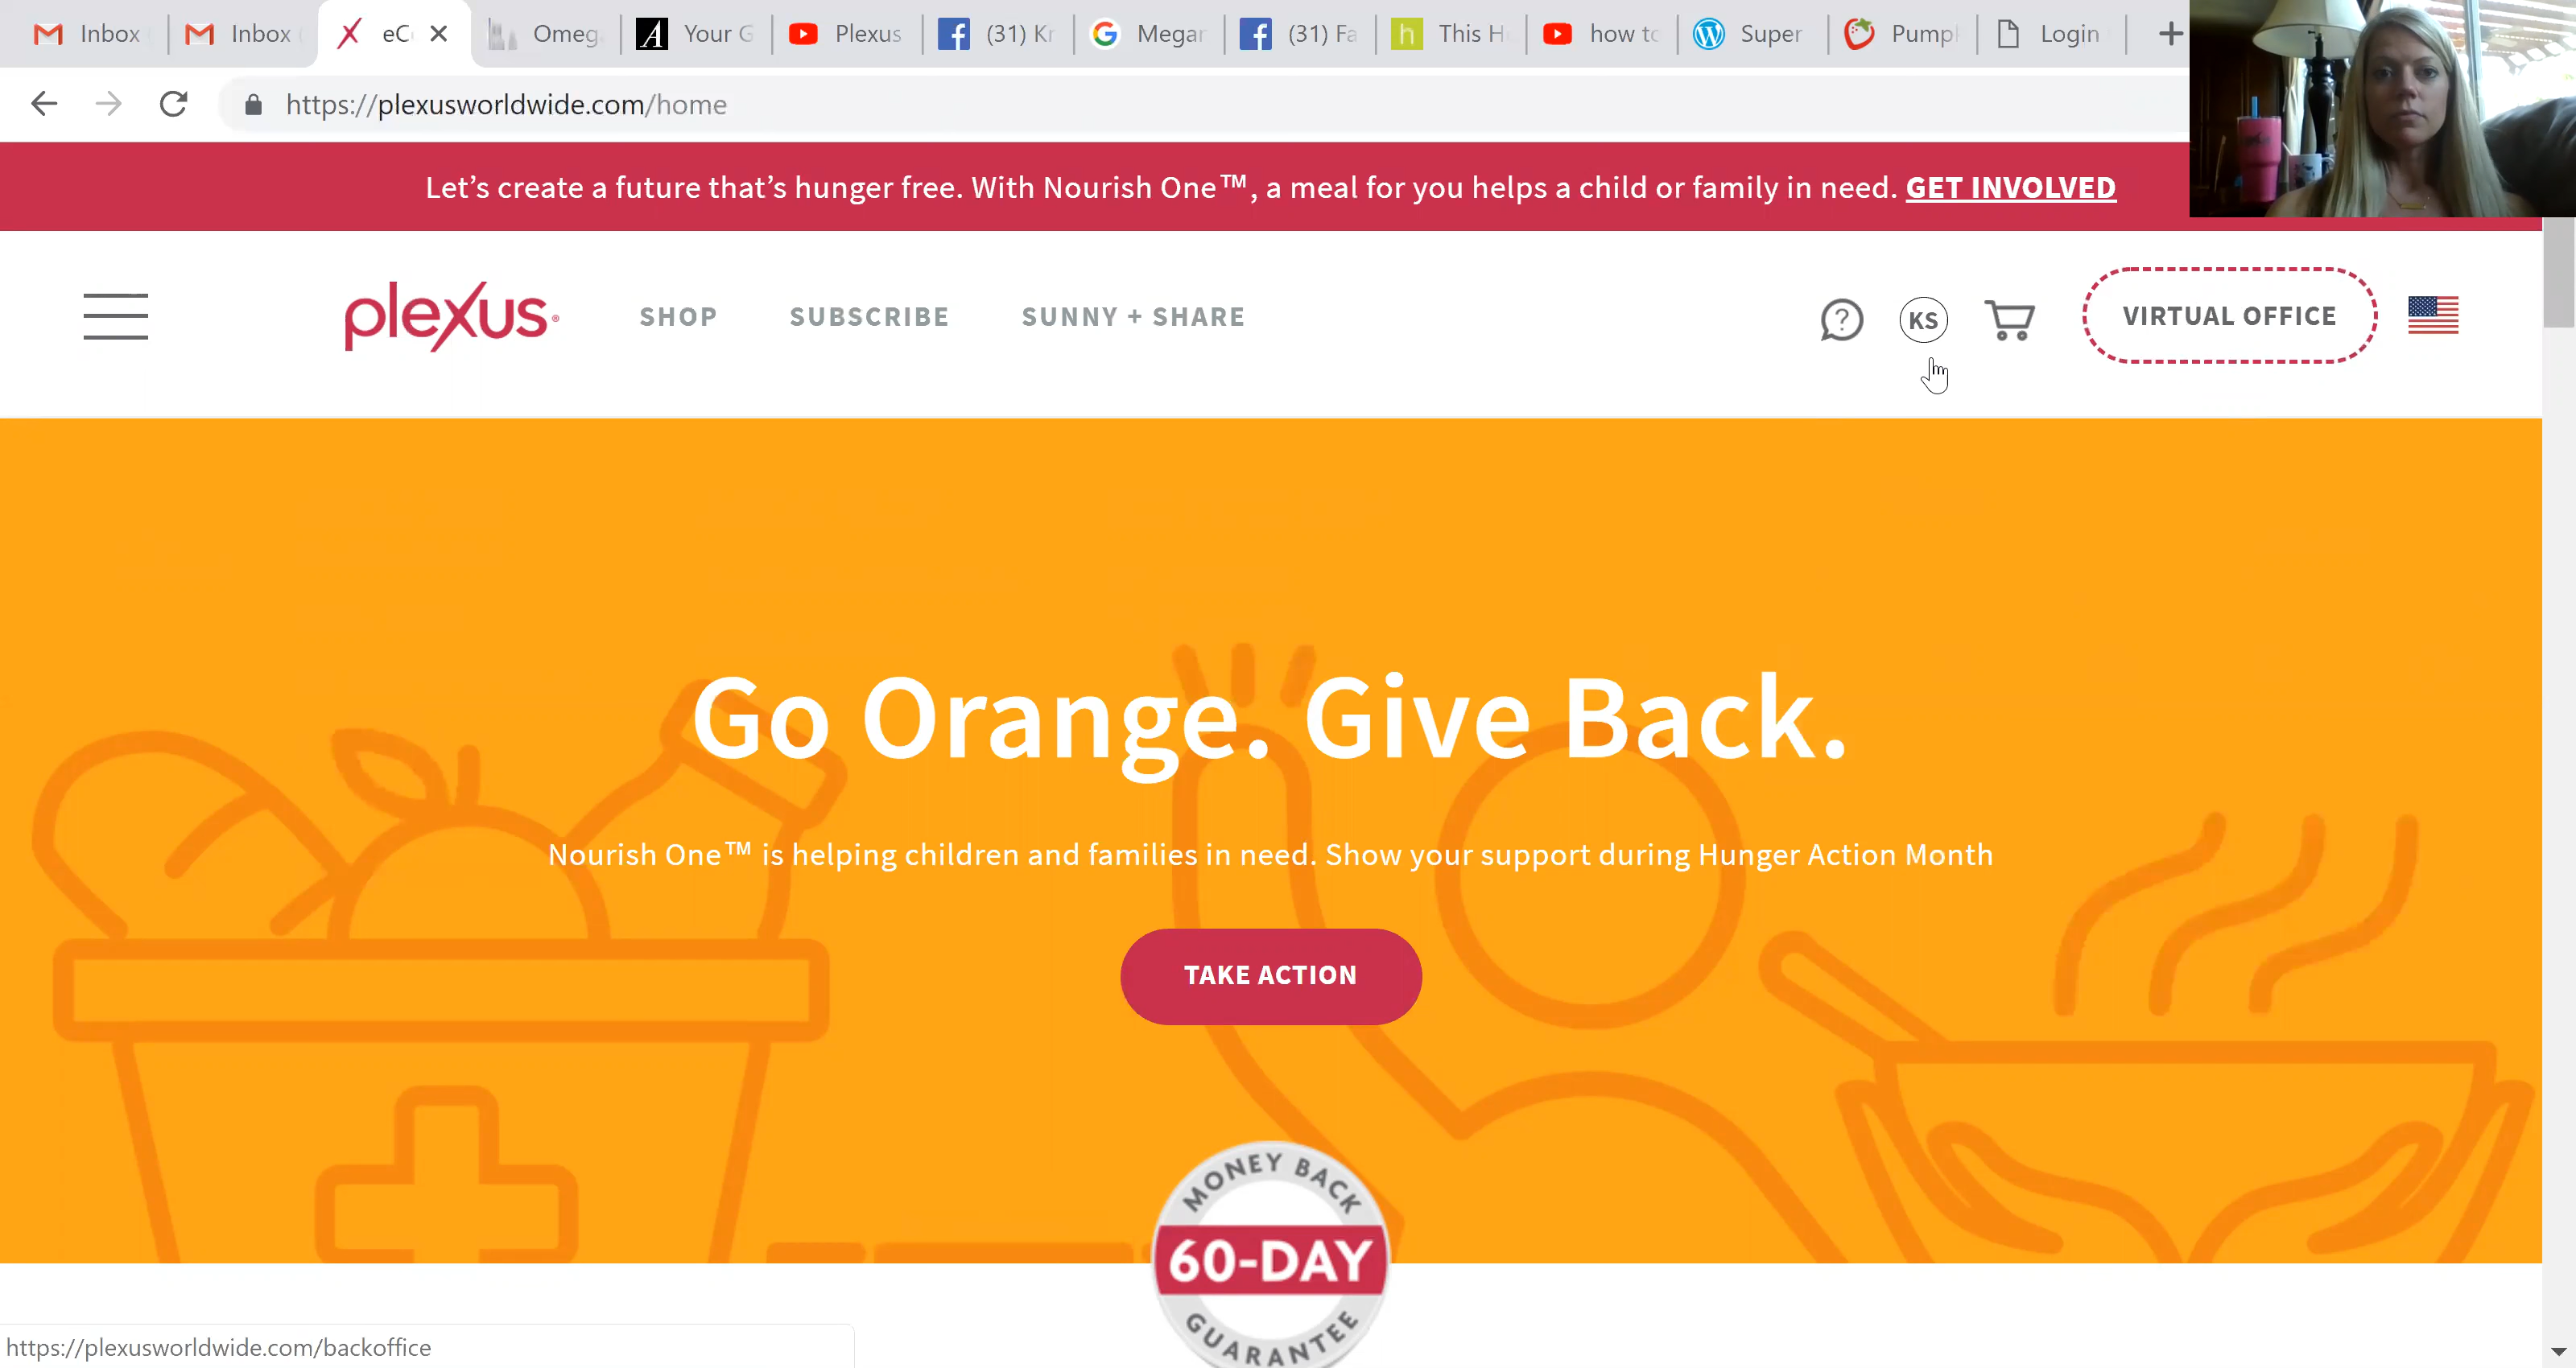 Inbox
Inbox
eC
Omeg
Your G
Plexus
(31) Kr
Megar
(31) Fa
This H
how to
Super
Pump
Login
https://plexusworldwide.com/home
Let’s create a future that’s hunger free. With Nourish One™, a meal for you helps a child or family in need. GET INVOLVED
plexus
SHOP
SUBSCRIBE
SUNNY + SHARE
KS
VIRTUAL OFFICE
Go Orange. Give Back.
Nourish One™ is helping children and families in need. Show your support during Hunger Action Month
TAKE ACTION
MONEY BACK
60-DAY
GUARANTEE
https://plexusworldwide.com/backoffice